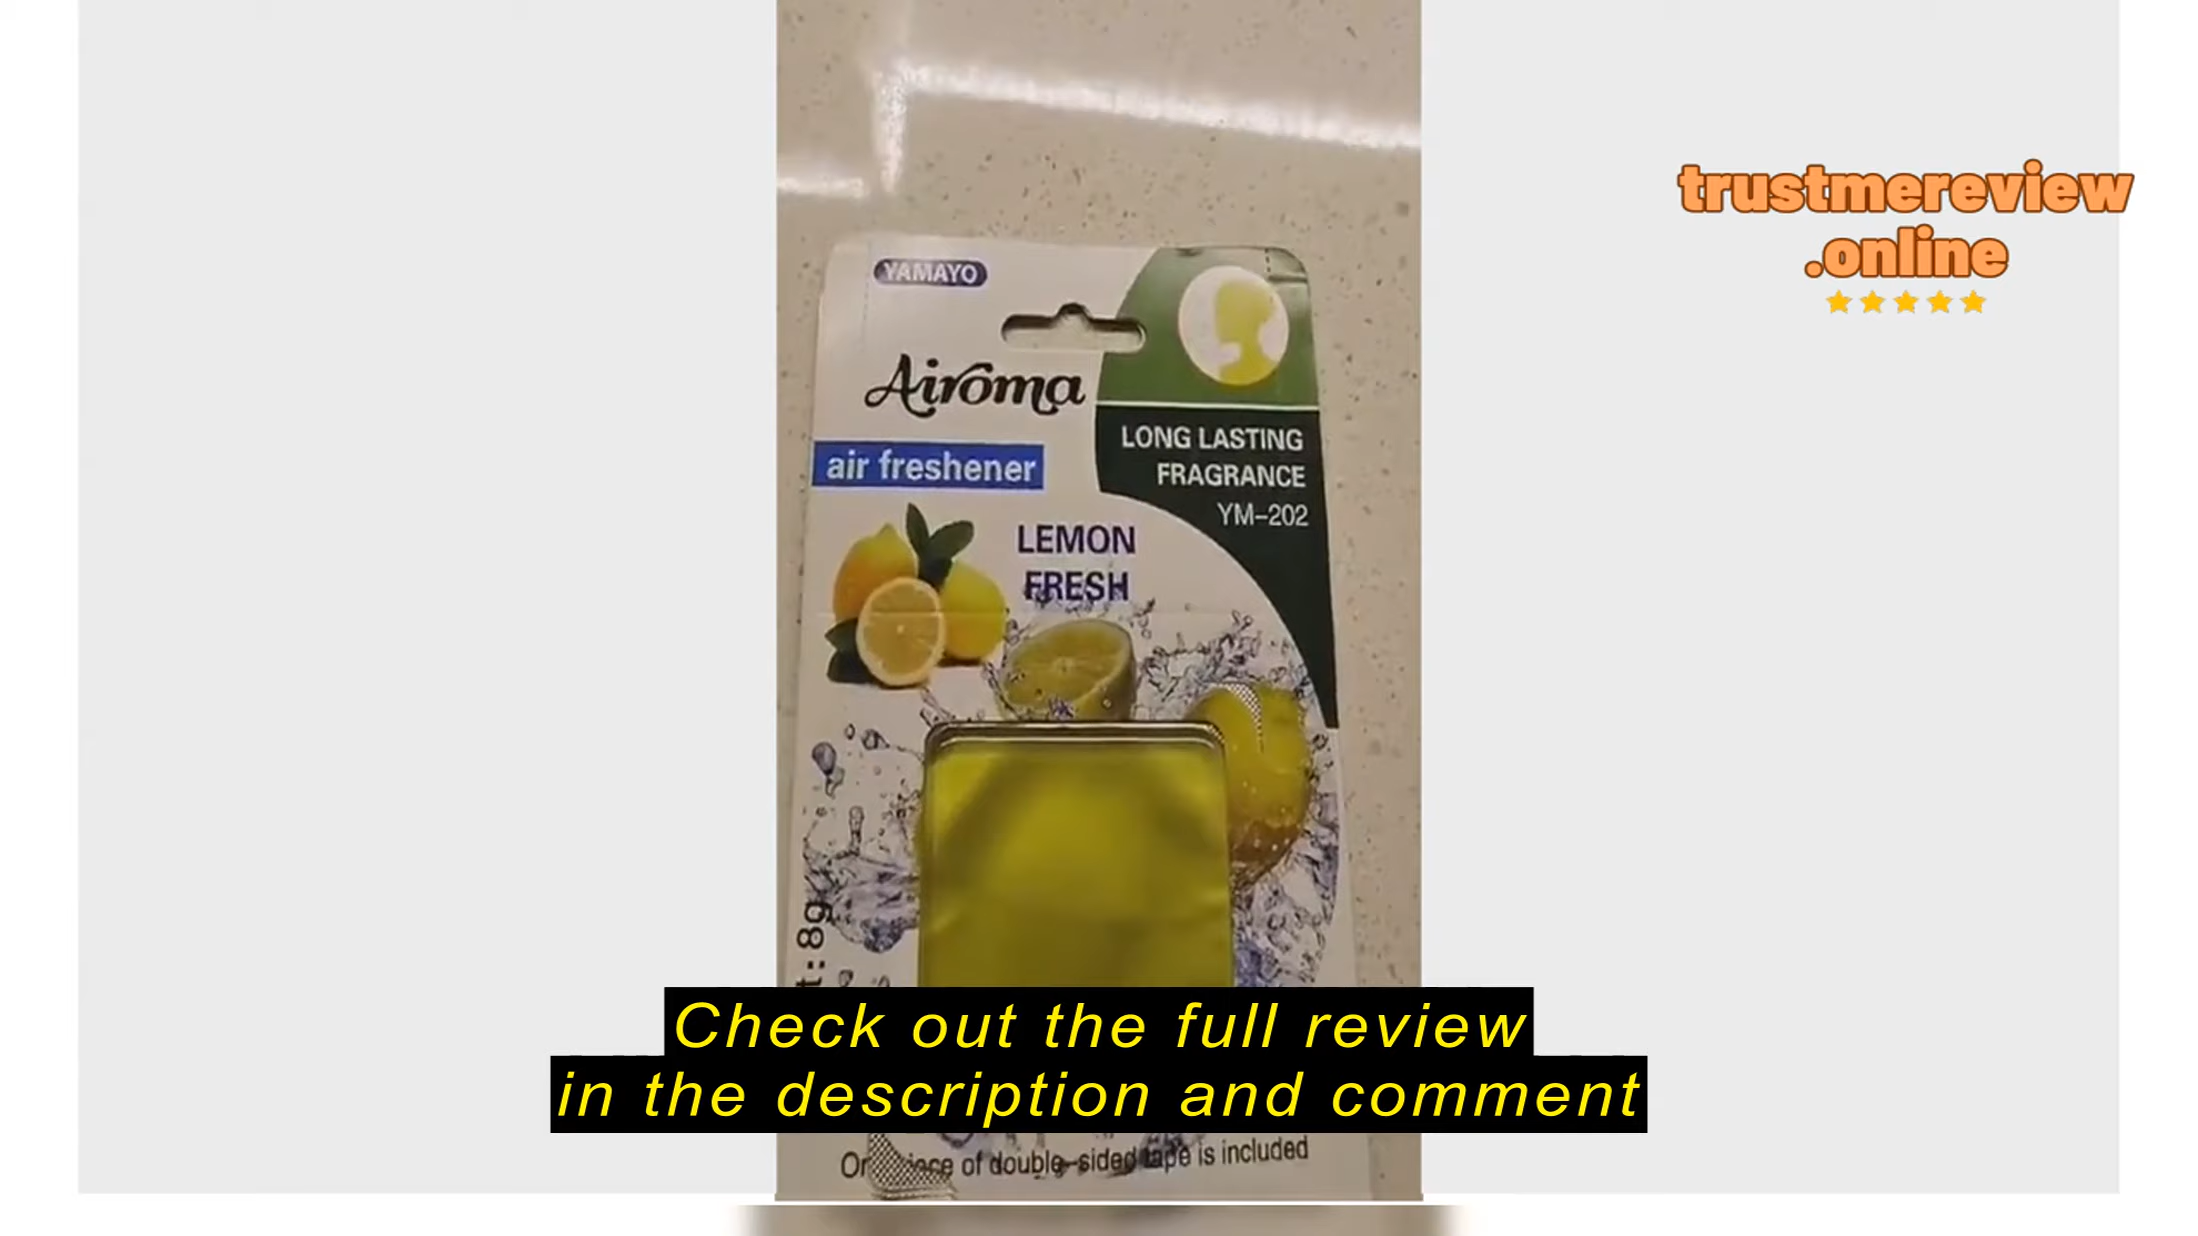 trustmereview
.online
YAMAYO
Airoma
air freshener
LONG LASTING
FRAGRANCE
YM-202
LEMON
FRESH
8g
Check out the full review
in the description and comment
of double-sided tape is included